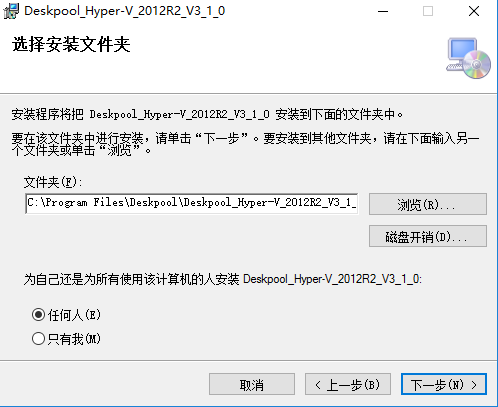 Deskpool_Hyper-V_2012R2_V3_1_0
选择安装文件夹
安装程序将把 Deskpool_Hyper-V_2012R2_V3_1_0 安装到下面的文件夹中。
要在该文件夹中进行安装，请单击“下一步”。要安装到其他文件夹，请在下面输入另
一个文件夹或单击“浏览”。
文件夹(F):
C:\Program Files\Deskpool\Deskpool_Hyper-V_2012R2_V3_1_
浏览(R)...
磁盘开销(D)...
为自己还是为所有使用该计算机的人安装 Deskpool_Hyper-V_2012R2_V3_1_0:
任何人(E)
只有我(M)
取消
< 上一步(B)
下一步(N) >